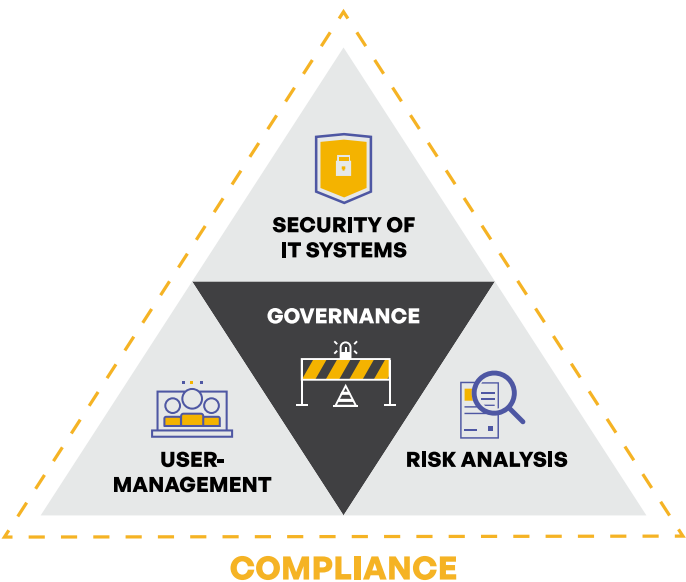 SECURITY OF
IT SYSTEMS
GOVERNANCE
USER-
MANAGEMENT
RISK ANALYSIS
COMPLIANCE